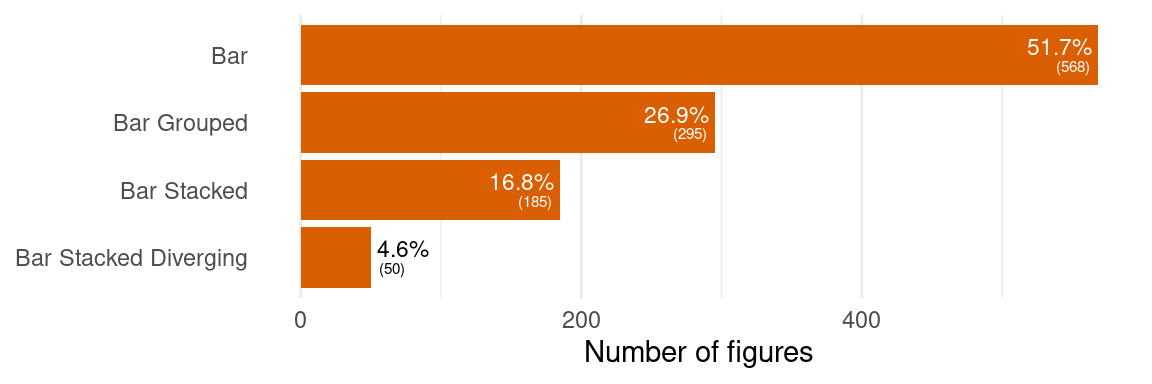 Bar
51.7%
(568)
Bar Grouped
26.9%
(295)
Bar Stacked
16.8%
(185)
Bar Stacked Diverging
4.6%
(50)
0
200
400
Number of figures